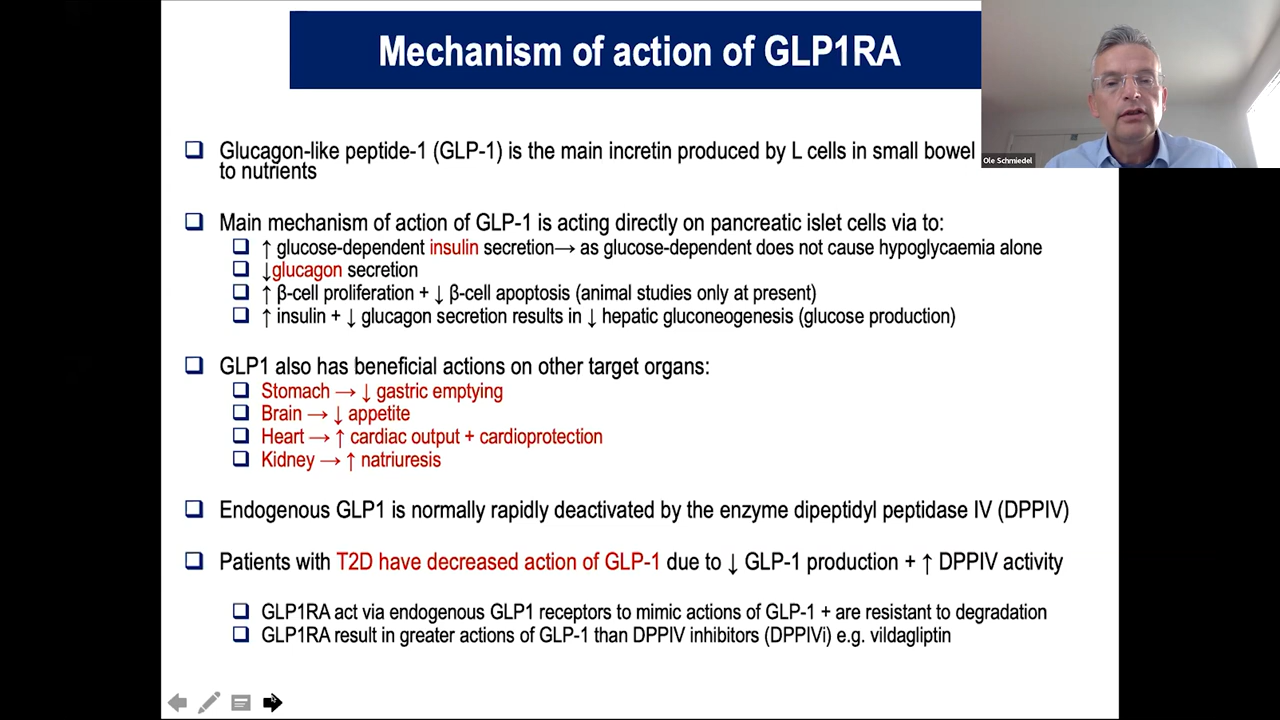 Mechanism of action of GLP1RA
Ole Schmiedel
Glucagon-like peptide-1 (GLP-1) is the main incretin produced by L cells in small bowel
to nutrients
Main mechanism of action of GLP-1 is acting directly on pancreatic islet cells via to:
↑ glucose-dependent insulin secretion→ as glucose-dependent does not cause hypoglycaemia alone
↓glucagon secretion
↑ β-cell proliferation + ↓ β-cell apoptosis (animal studies only at present)
↑ insulin + ↓ glucagon secretion results in ↓ hepatic gluconeogenesis (glucose production)
GLP1 also has beneficial actions on other target organs:
Stomach → ↓ gastric emptying
Brain → ↓ appetite
Heart → ↑ cardiac output + cardioprotection
Kidney → ↑ natriuresis
Endogenous GLP1 is normally rapidly deactivated by the enzyme dipeptidyl peptidase IV (DPPIV)
Patients with T2D have decreased action of GLP-1 due to ↓ GLP-1 production + ↑ DPPIV activity
GLP1RA act via endogenous GLP1 receptors to mimic actions of GLP-1 + are resistant to degradation
GLP1RA result in greater actions of GLP-1 than DPPIV inhibitors (DPPIVi) e.g. vildagliptin